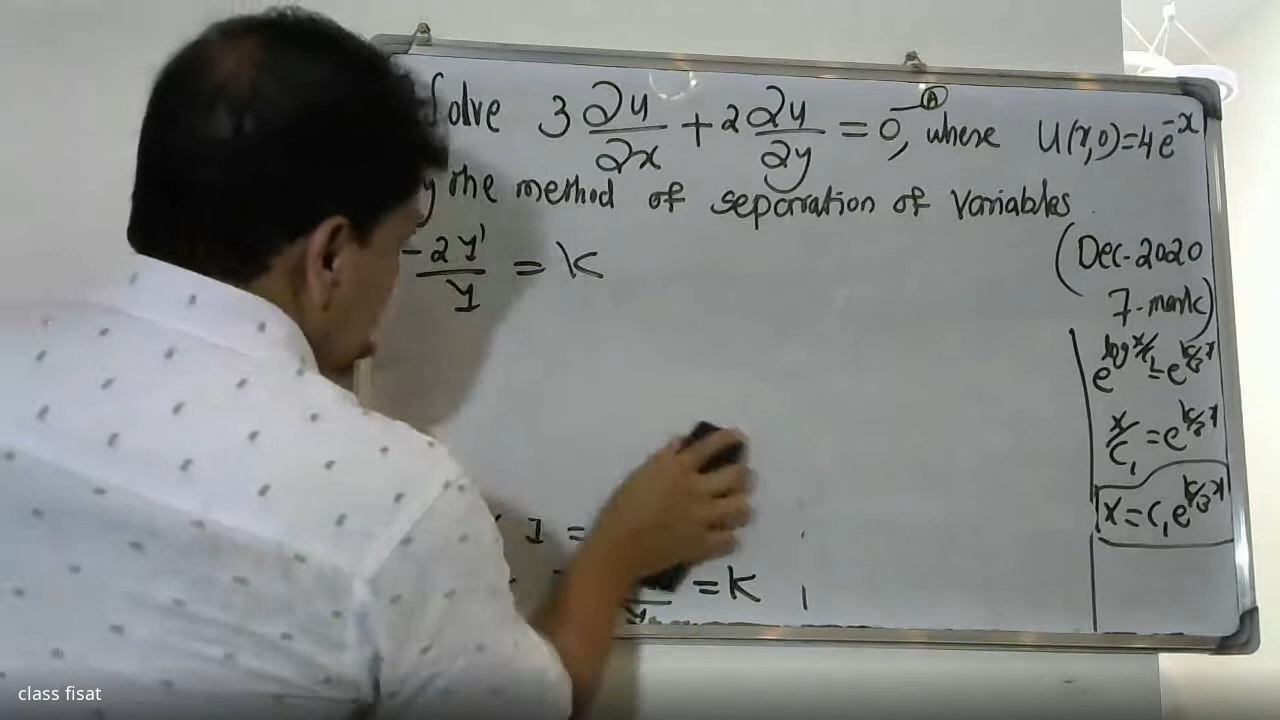 Solve 3 ∂u/∂x + 2 ∂u/∂y = 0, where u(x,0)=4e^-x
y the method of separation of variables.
(Dec-2020
7-mark)
-2Y'/Y = K
e^log x/c₁ = e^k/3 x
x/c₁ = e^k/3 x
X = c₁ e^k/3 x
= K
class fisat